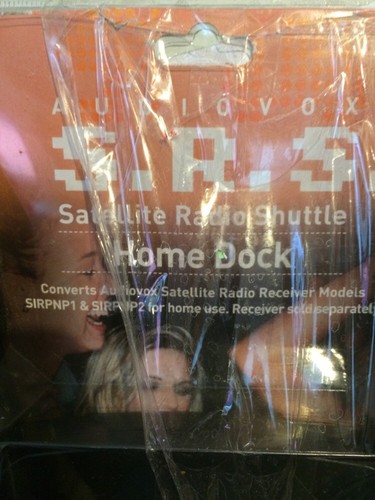 AUDIOVOX
S.R.S.
Satellite Radio Shuttle
Home Dock
Converts Audiovox Satellite Radio Receiver Models
SIRPNP1 & SIRPNP2 for home use. Receiver sold separately